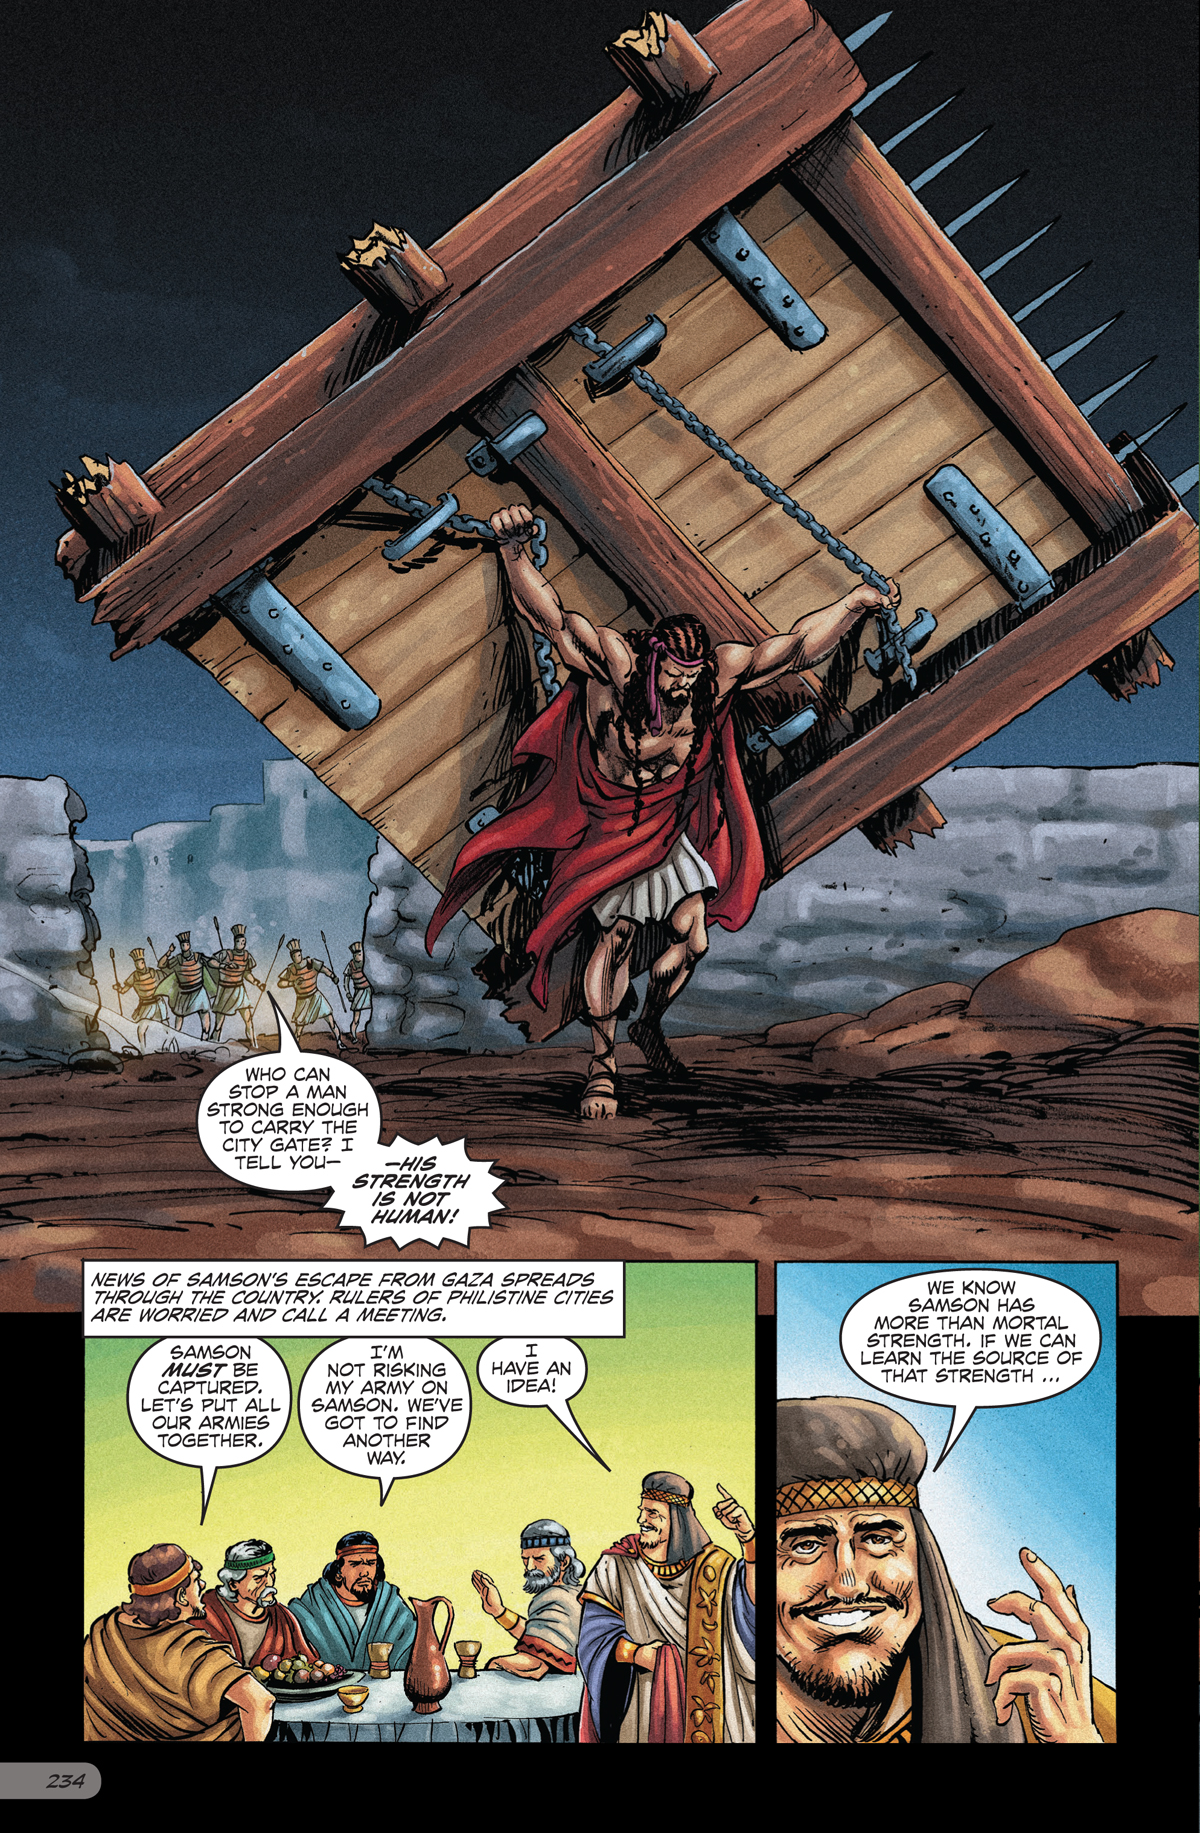 WHO CAN
STOP A MAN
STRONG ENOUGH
TO CARRY THE
CITY GATE? I
TELL YOU—
—HIS
STRENGTH
IS NOT
HUMAN!
NEWS OF SAMSON'S ESCAPE FROM GAZA SPREADS
THROUGH THE COUNTRY. RULERS OF PHILISTINE CITIES
ARE WORRIED AND CALL A MEETING.
SAMSON
MUST BE
CAPTURED.
LET'S PUT ALL
OUR ARMIES
TOGETHER.
I'M
NOT RISKING
MY ARMY ON
SAMSON. WE'VE
GOT TO FIND
ANOTHER
WAY.
I
HAVE AN
IDEA!
WE KNOW
SAMSON HAS
MORE THAN MORTAL
STRENGTH. IF WE CAN
LEARN THE SOURCE OF
THAT STRENGTH ...
234